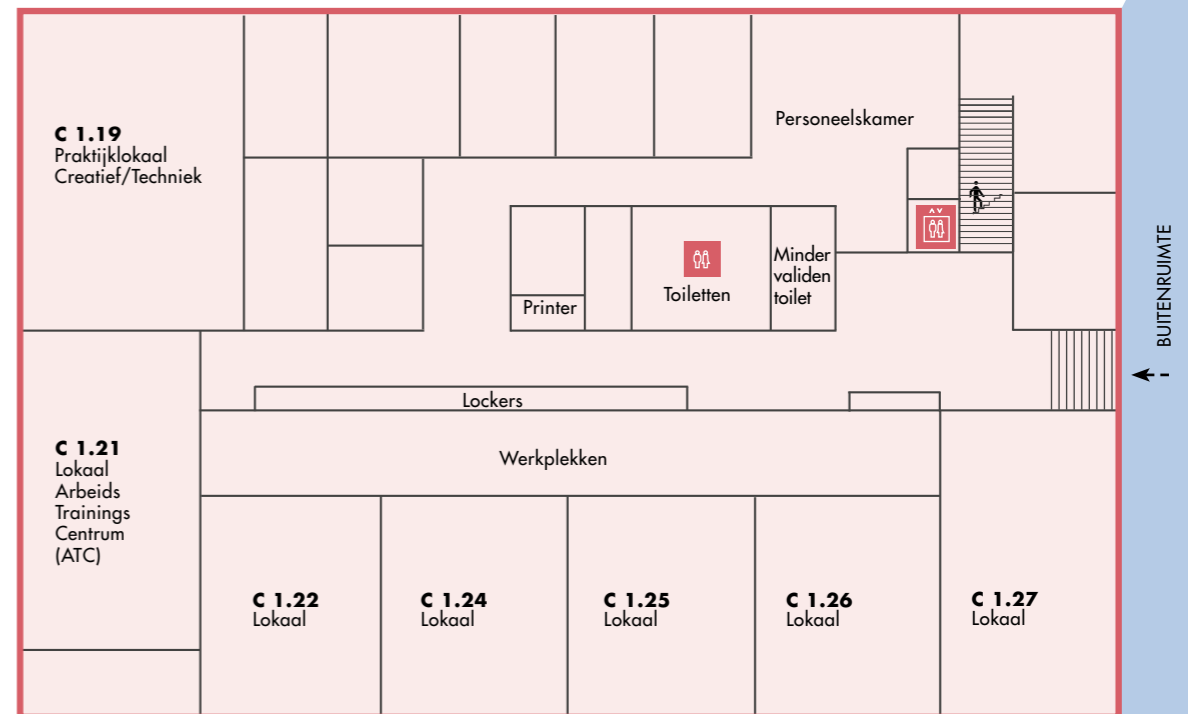 C 1.19
Praktijklokaal
Creatief/Techniek
Personeelskamer
Printer
Toiletten
Minder
validen
toilet
BUITENRUIMTE
Lockers
Werkplekken
C 1.21
Lokaal
Arbeids
Trainings
Centrum
(ATC)
C 1.22
Lokaal
C 1.24
Lokaal
C 1.25
Lokaal
C 1.26
Lokaal
C 1.27
Lokaal